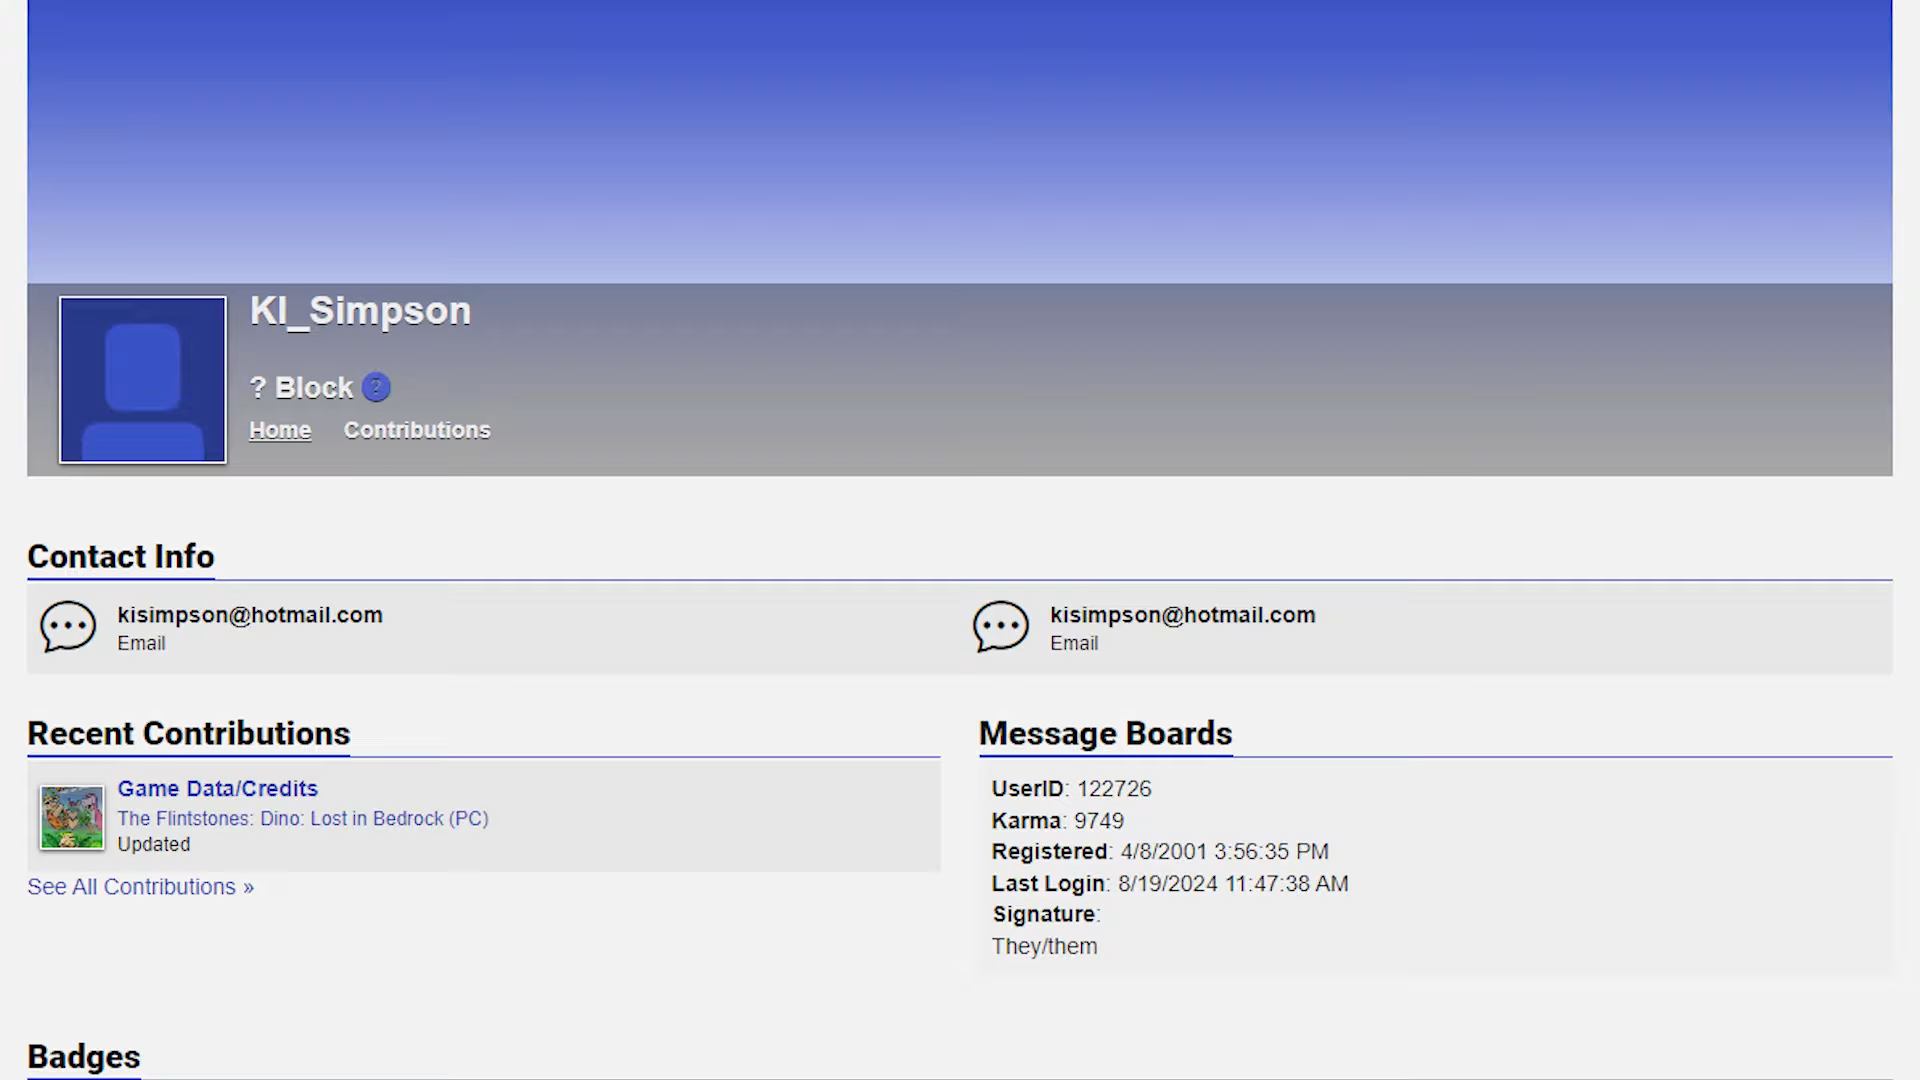 KI_Simpson
? Block ?
Home Contributions
Contact Info
kisimpson@hotmail.com
Email
kisimpson@hotmail.com
Email
Recent Contributions
Game Data/Credits
The Flintstones: Dino: Lost in Bedrock (PC)
Updated
See All Contributions »
Message Boards
UserID: 122726
Karma: 9749
Registered: 4/8/2001 3:56:35 PM
Last Login: 8/19/2024 11:47:38 AM
Signature:
They/them
Badges